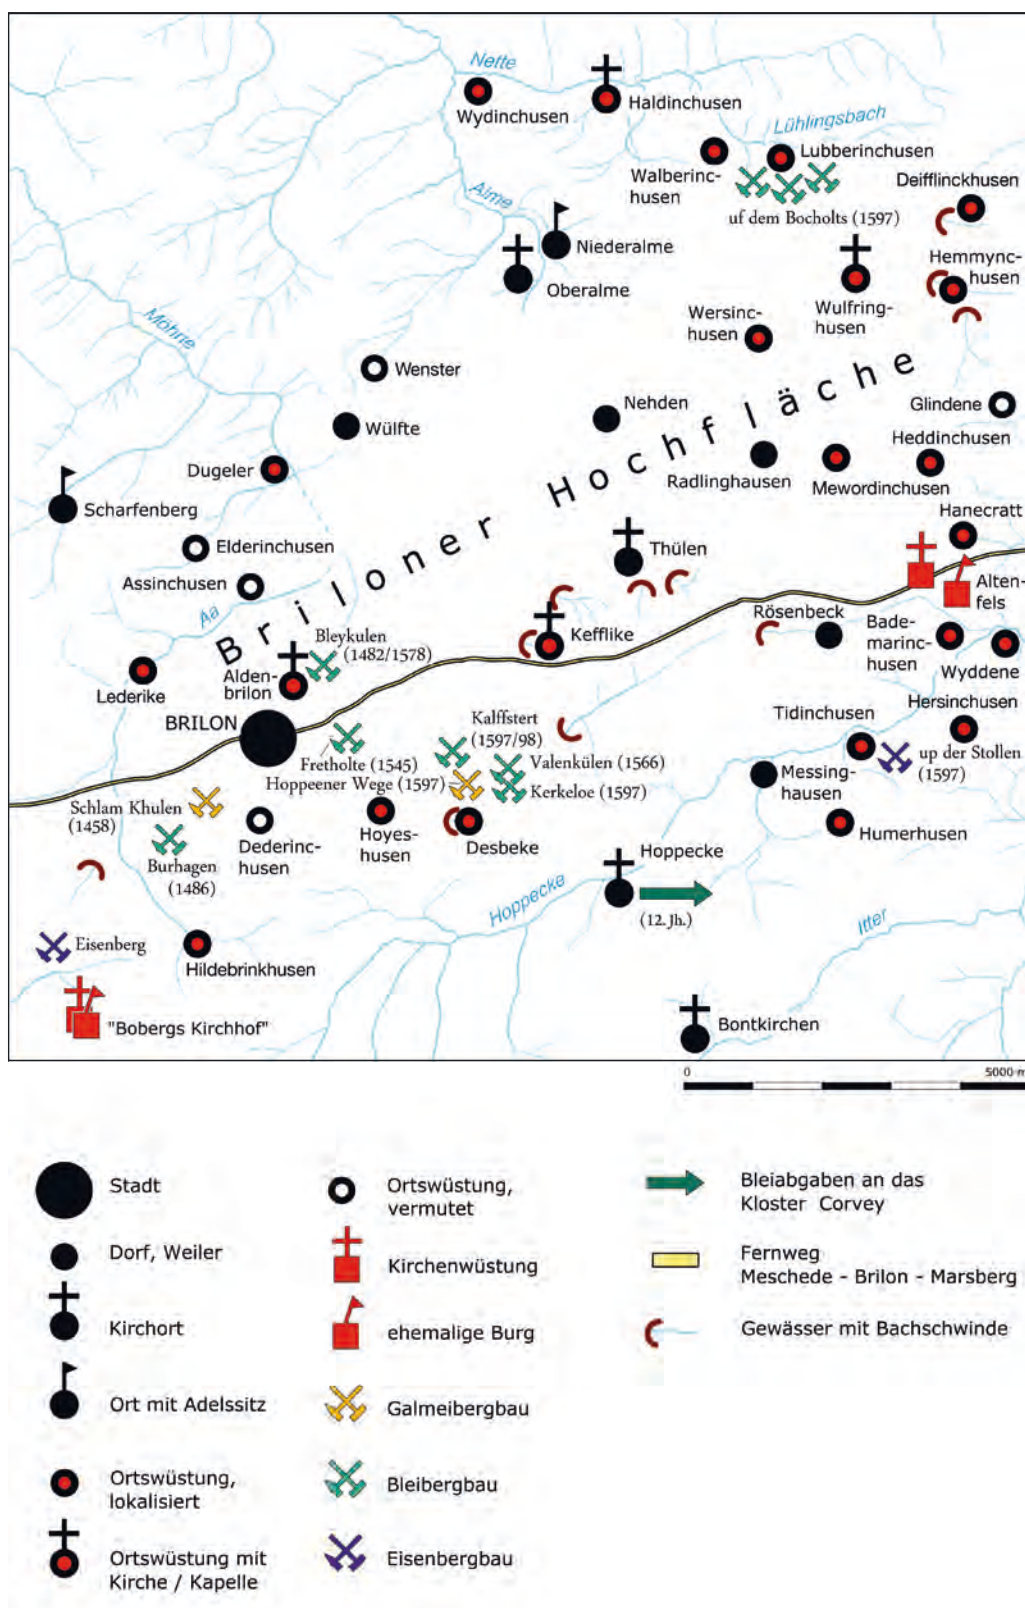 Nette
Wydinchusen
Haldinchusen
Lühlingsbach
Walberinc-
husen
Lubberinchusen
Deifflinckhusen
uf dem Bocholts (1597)
Alme
Niederalme
Oberalme
Hemmync-
husen
Wulfring-
husen
Wersinc-
husen
Möhne
Wenster
Wülfte
Nehden
Glindene
Briloner Hochfläche
Radlinghausen
Mewordinchusen
Heddinchusen
Dugeler
Scharfenberg
Hanecratt
Elderinchusen
Thülen
Assinchusen
Alten-
fels
Aa
Bleykulen
(1482/1578)
Kefflike
Rösenbeck
Bade-
marinc-
husen
Wyddene
Lederike
Alden-
brilon
BRILON
Fretholte (1545)
Kalffstert
(1597/98)
Tidinchusen
Hersinchusen
up der Stollen
(1597)
Hoppeener Wege (1597)
Valenkülen (1566)
Kerkeloe (1597)
Messing-
hausen
Schlam Khulen
(1458)
Burhagen
(1486)
Dederinc-
husen
Hoyes-
husen
Desbeke
Humerhusen
Hoppecke
Hoppecke
(12. Jh.)
Itter
Eisenberg
Hildebrinkhusen
"Bobergs Kirchhof"
Bontkirchen
0
5000 m
Stadt
Dorf, Weiler
Kirchort
Ort mit Adelssitz
Ortswüstung,
lokalisiert
Ortswüstung mit
Kirche / Kapelle
Ortswüstung,
vermutet
Kirchenwüstung
ehemalige Burg
Galmeibergbau
Bleibergbau
Eisenbergbau
Bleiabgaben an das
Kloster Corvey
Fernweg
Meschede - Brilon - Marsberg
Gewässer mit Bachschwinde